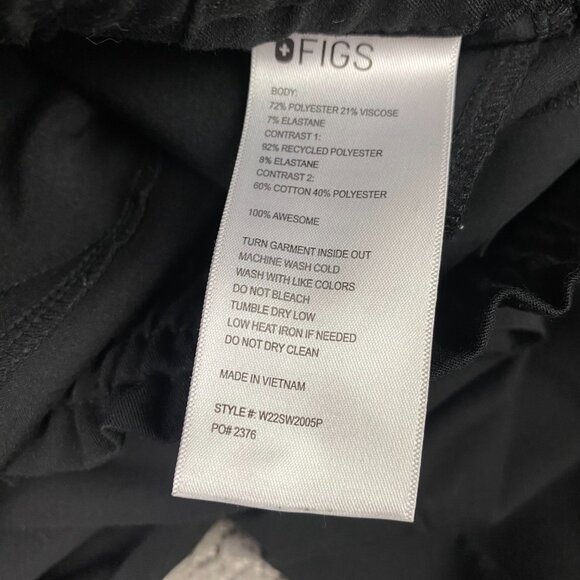 FIGS
BODY:
72% POLYESTER 21% VISCOSE
7% ELASTANE
CONTRAST 1:
92% RECYCLED POLYESTER
8% ELASTANE
CONTRAST 2:
60% COTTON 40% POLYESTER
100% AWESOME
TURN GARMENT INSIDE OUT
MACHINE WASH COLD
WASH WITH LIKE COLORS
DO NOT BLEACH
TUMBLE DRY LOW
LOW HEAT IRON IF NEEDED
DO NOT DRY CLEAN
MADE IN VIETNAM
STYLE #: W22SW2005P
PO# 2376